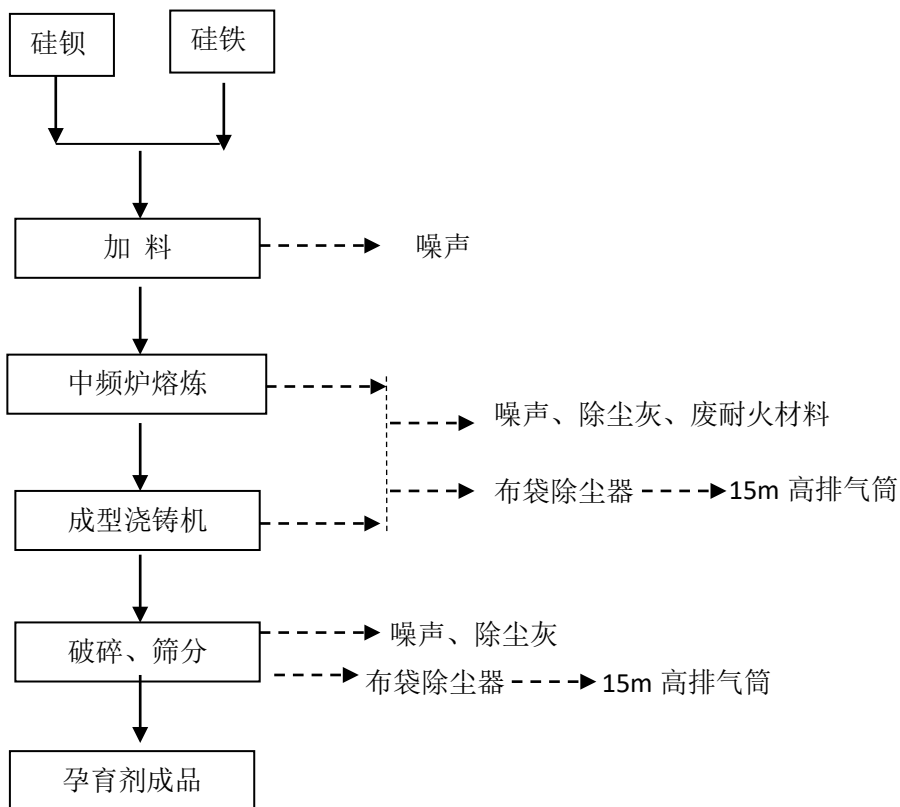 硅钡
硅铁
加 料
噪声
中频炉熔炼
噪声、除尘灰、废耐火材料
布袋除尘器
15m 高排气筒
成型浇铸机
噪声、除尘灰
破碎、筛分
布袋除尘器
15m 高排气筒
孕育剂成品